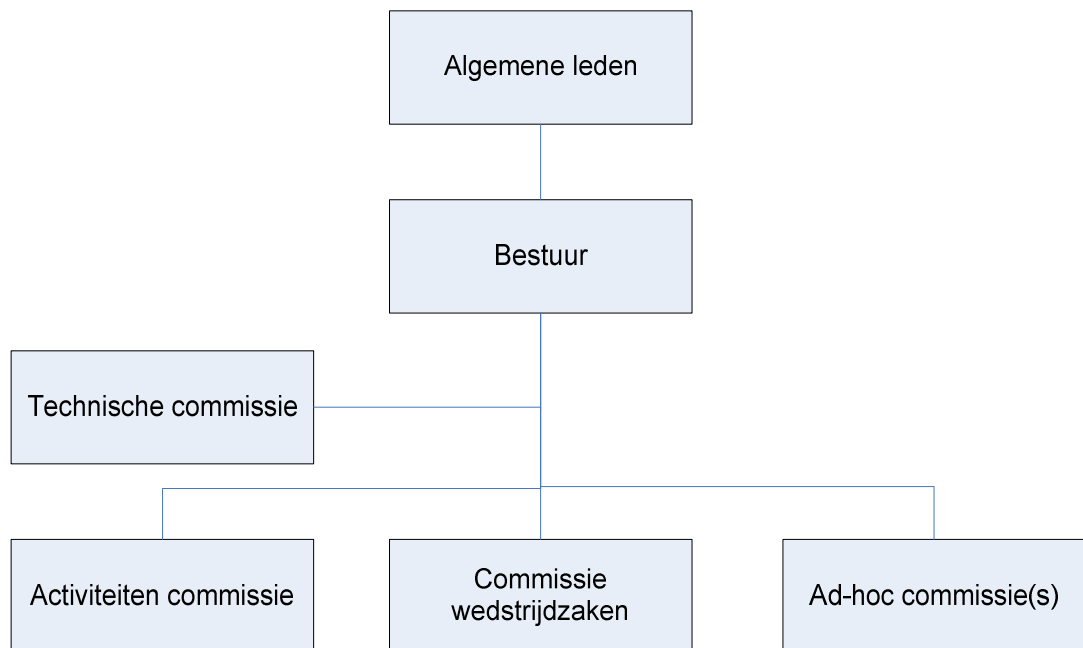 Algemene leden
Bestuur
Technische commissie
Activiteiten commissie
Commissie
wedstrijdzaken
Ad-hoc commissie(s)